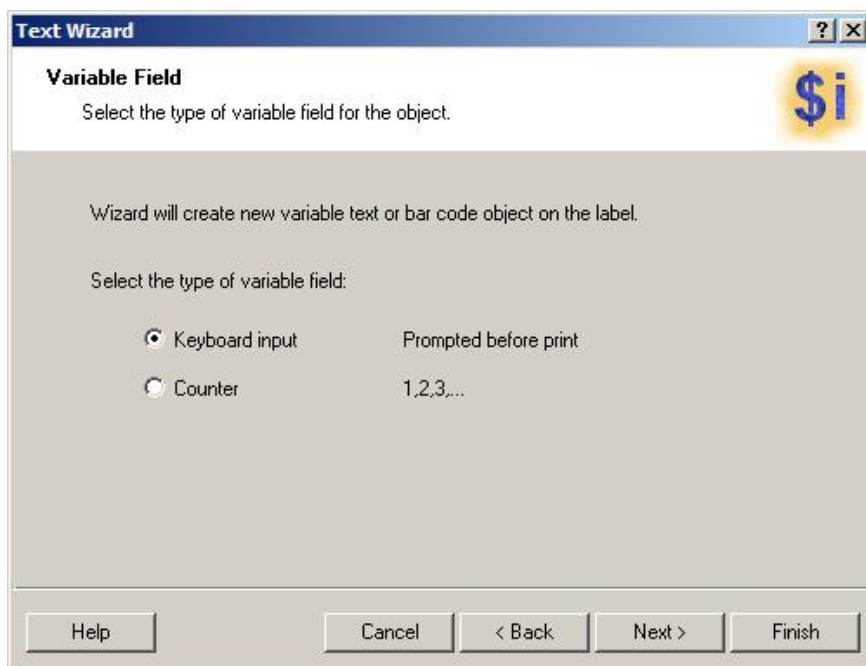 Text Wizard
Variable Field
Select the type of variable field for the object.
$i
Wizard will create new variable text or bar code object on the label.
Select the type of variable field:
Keyboard input Prompted before print
Counter 1,2,3,...
Help Cancel < Back Next > Finish